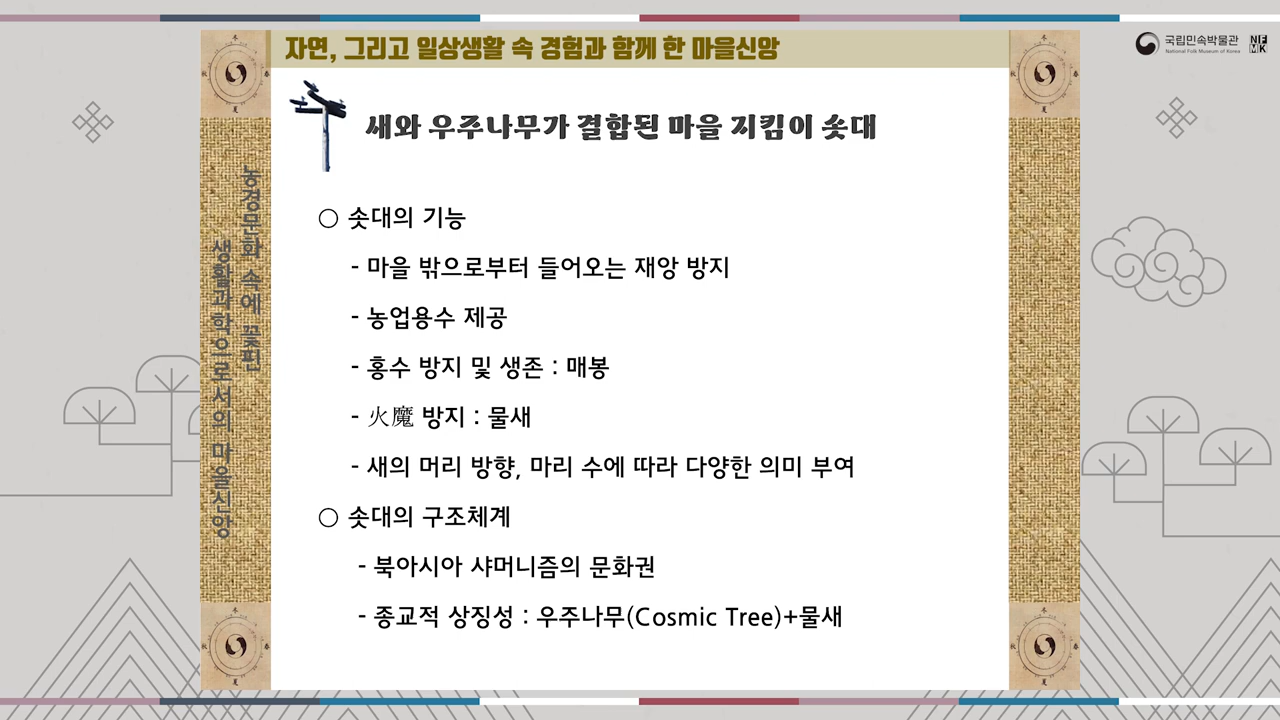 자연, 그리고 일상생활 속 경험과 함께 한 마을신앙
국립민속박물관
National Folk Museum of Korea
NF
MK
새와 우주나무가 결합된 마을 지킴이 솟대
농경문화 속에 꽃핀
생활과학으로서의 마을신앙
○ 솟대의 기능
- 마을 밖으로부터 들어오는 재앙 방지
- 농업용수 제공
- 홍수 방지 및 생존 : 매봉
- 火魔 방지 : 물새
- 새의 머리 방향, 마리 수에 따라 다양한 의미 부여
○ 솟대의 구조체계
- 북아시아 샤머니즘의 문화권
- 종교적 상징성 : 우주나무(Cosmic Tree)+물새